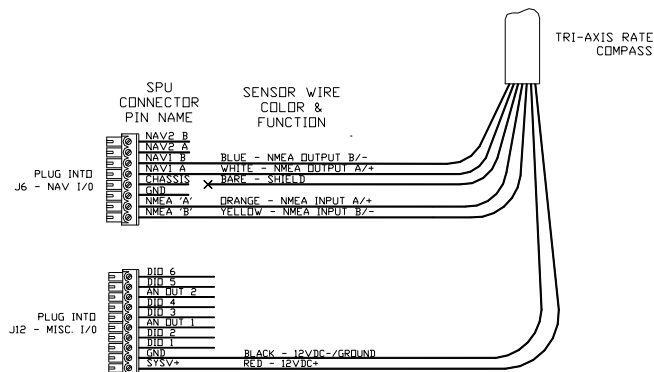 TRI-AXIS RATE
COMPASS
SPU
CONNECTOR
PIN NAME
SENSOR WIRE
COLOR &
FUNCTION
NAV2 B
NAV2 A
NAV1 B BLUE - NMEA OUTPUT B/-
NAV1 A WHITE - NMEA OUTPUT A/+
CHASSIS BARE - SHIELD
GND
NMEA 'A' ORANGE - NMEA INPUT A/+
NMEA 'B' YELLOW - NMEA INPUT B/-
PLUG INTO
J6 - NAV I/O
DIO 6
DIO 5
AN OUT 2
DIO 4
DIO 3
AN OUT 1
DIO 2
DIO 1
GND BLACK - 12VDC-/GROUND
SYSV+ RED - 12VDC+
PLUG INTO
J12 - MISC. I/O